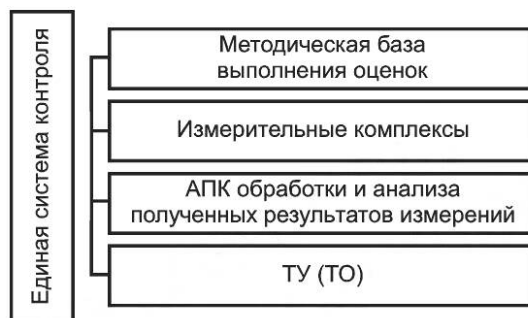 Единая система контроля
Методическая база
выполнения оценок
Измерительные комплексы
АПК обработки и анализа
полученных результатов измерений
ТУ (ТО)